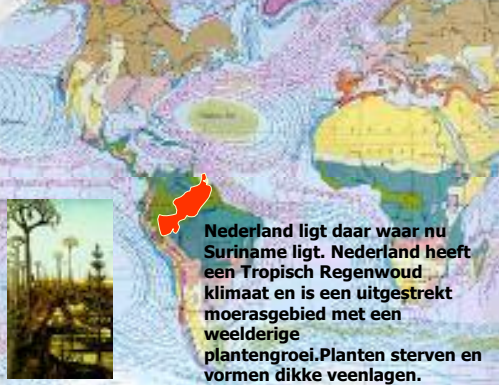 Nederland ligt daar waar nu
Suriname ligt. Nederland heeft
een Tropisch Regenwoud
klimaat en is een uitgestrekt
moerasgebied met een
weelderige
plantengroei.Planten sterven en
vormen dikke veenlagen.